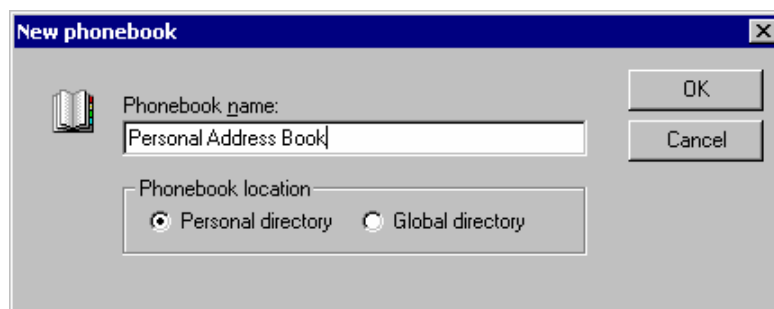 New phonebook
OK
Phonebook name:
Personal Address Book
Cancel
Phonebook location
Personal directory
Global directory